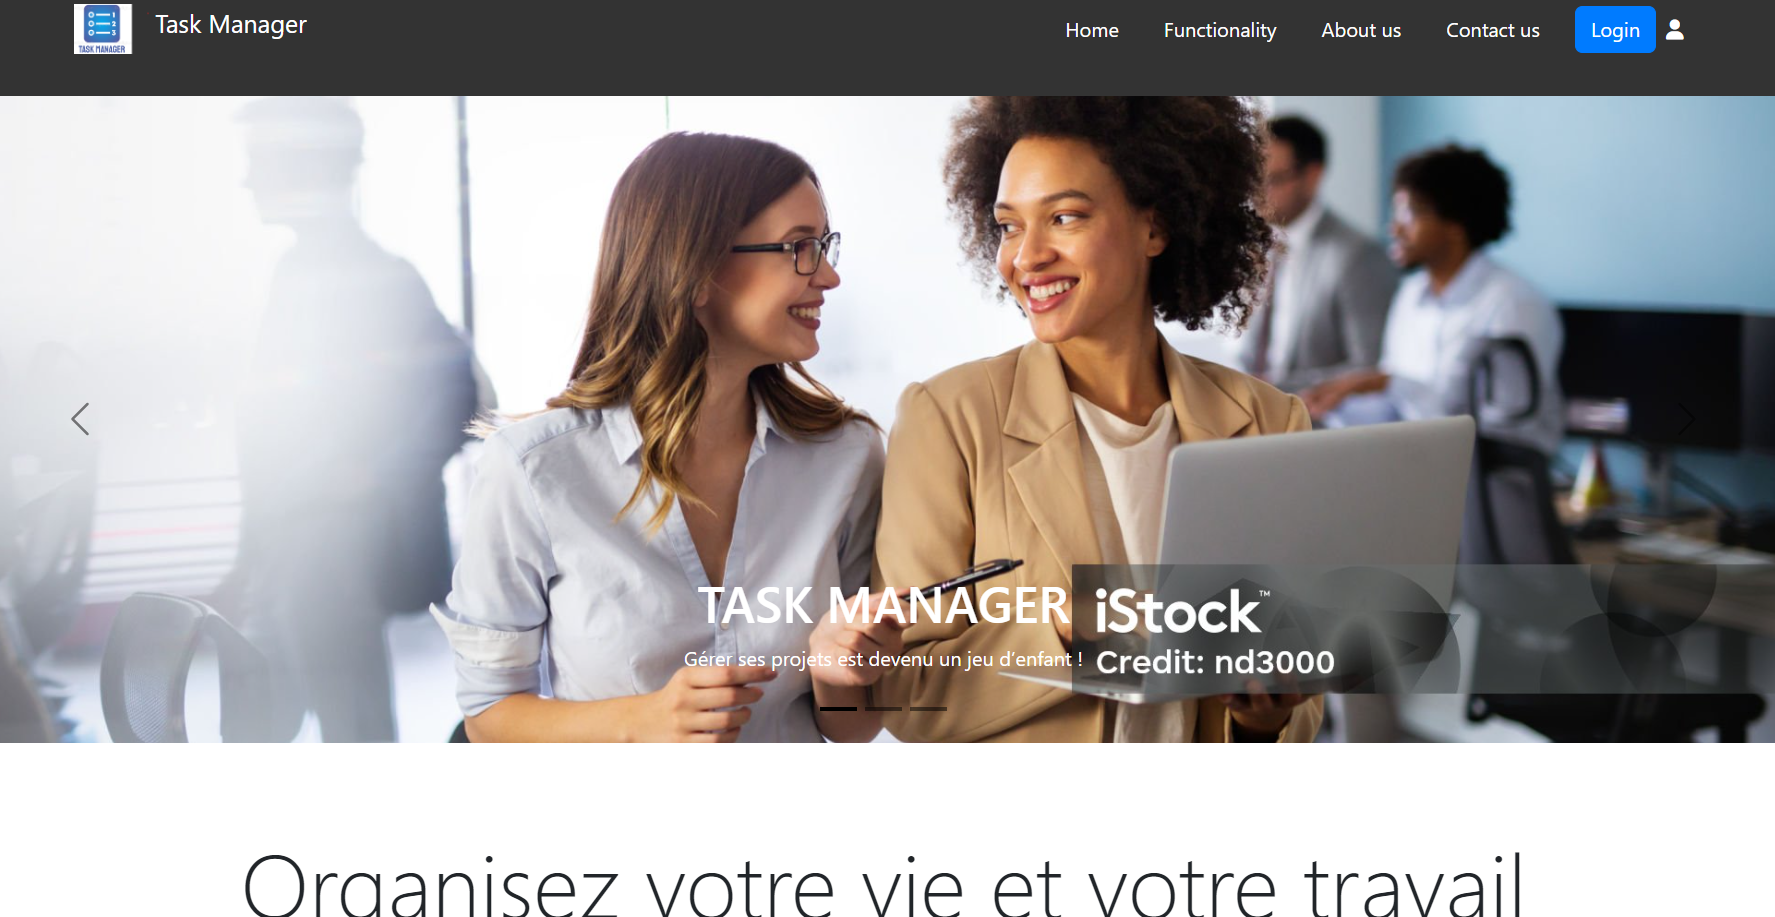 TASK MANAGER
Task Manager
Home
Functionality
About us
Contact us
Login
TASK MANAGER
Gérer ses projets est devenu un jeu d’enfant !
iStock™
Credit: nd3000
Organisez votre vie et votre travail